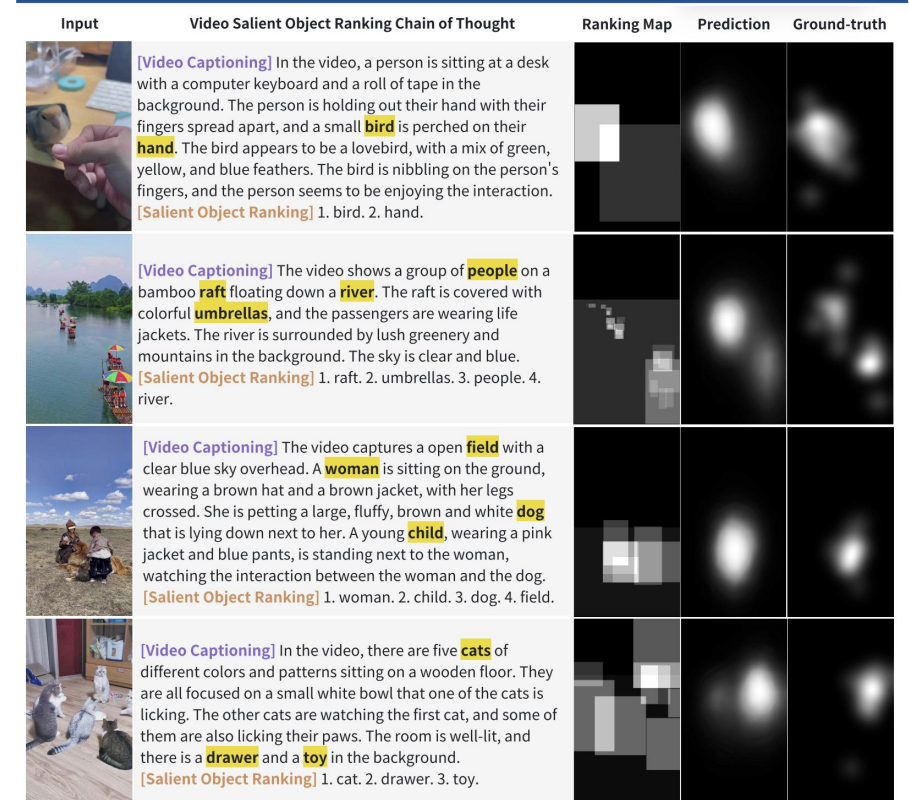 Input Video Salient Object Ranking Chain of Thought Ranking Map Prediction Ground-truth
[Video Captioning] In the video, a person is sitting at a desk
with a computer keyboard and a roll of tape in the
background. The person is holding out their hand with their
fingers spread apart, and a small bird is perched on their
hand. The bird appears to be a lovebird, with a mix of green,
yellow, and blue feathers. The bird is nibbling on the person's
fingers, and the person seems to be enjoying the interaction.
[Salient Object Ranking] 1. bird. 2. hand.
[Video Captioning] The video shows a group of people on a
bamboo raft floating down a river. The raft is covered with
colorful umbrellas, and the passengers are wearing life
jackets. The river is surrounded by lush greenery and
mountains in the background. The sky is clear and blue.
[Salient Object Ranking] 1. raft. 2. umbrellas. 3. people. 4.
river.
[Video Captioning] The video captures a open field with a
clear blue sky overhead. A woman is sitting on the ground,
wearing a brown hat and a brown jacket, with her legs
crossed. She is petting a large, fluffy, brown and white dog
that is lying down next to her. A young child, wearing a pink
jacket and blue pants, is standing next to the woman,
watching the interaction between the woman and the dog.
[Salient Object Ranking] 1. woman. 2. child. 3. dog. 4. field.
[Video Captioning] In the video, there are five cats of
different colors and patterns sitting on a wooden floor. They
are all focused on a small white bowl that one of the cats is
licking. The other cats are watching the first cat, and some of
them are also licking their paws. The room is well-lit, and
there is a drawer and a toy in the background.
[Salient Object Ranking] 1. cat. 2. drawer. 3. toy.